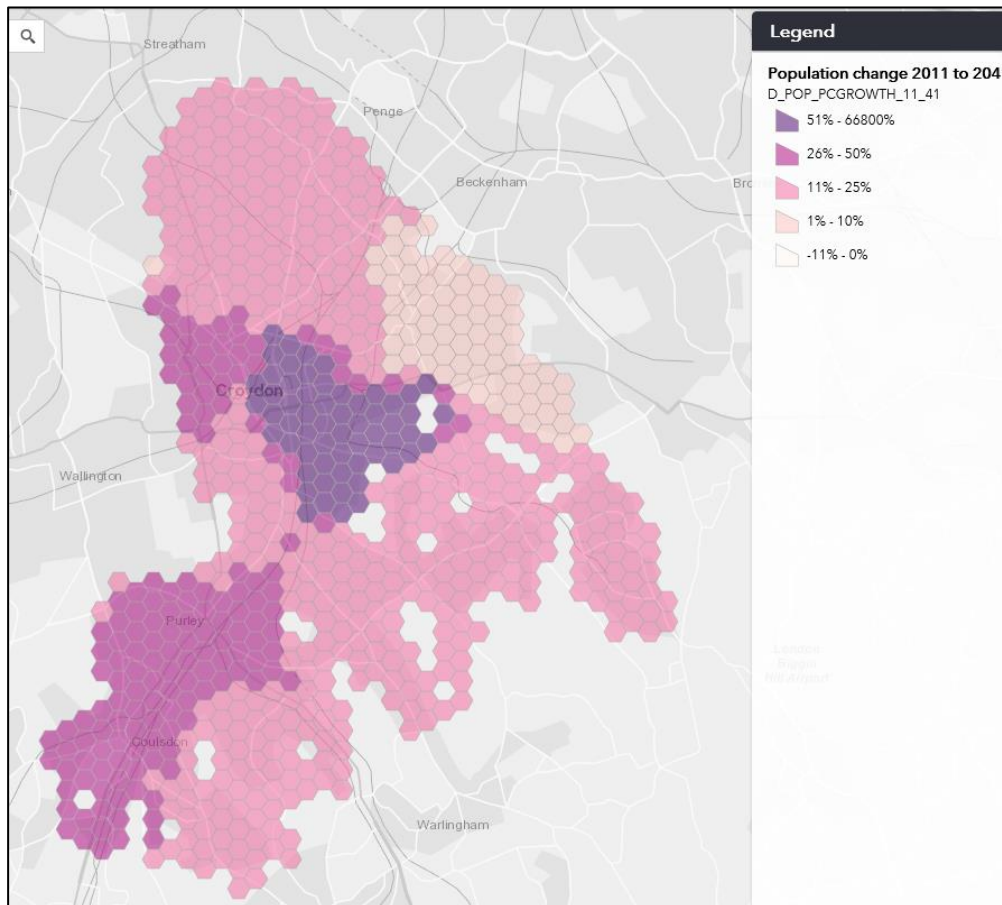 Streatham
Penge
Beckenham
Croydon
Wallington
Purley
Coulsdon
Warlingham
Legend
Population change 2011 to 204
D_POP_PCGROWTH_11_41
51% - 66800%
26% - 50%
11% - 25%
1% - 10%
-11% - 0%